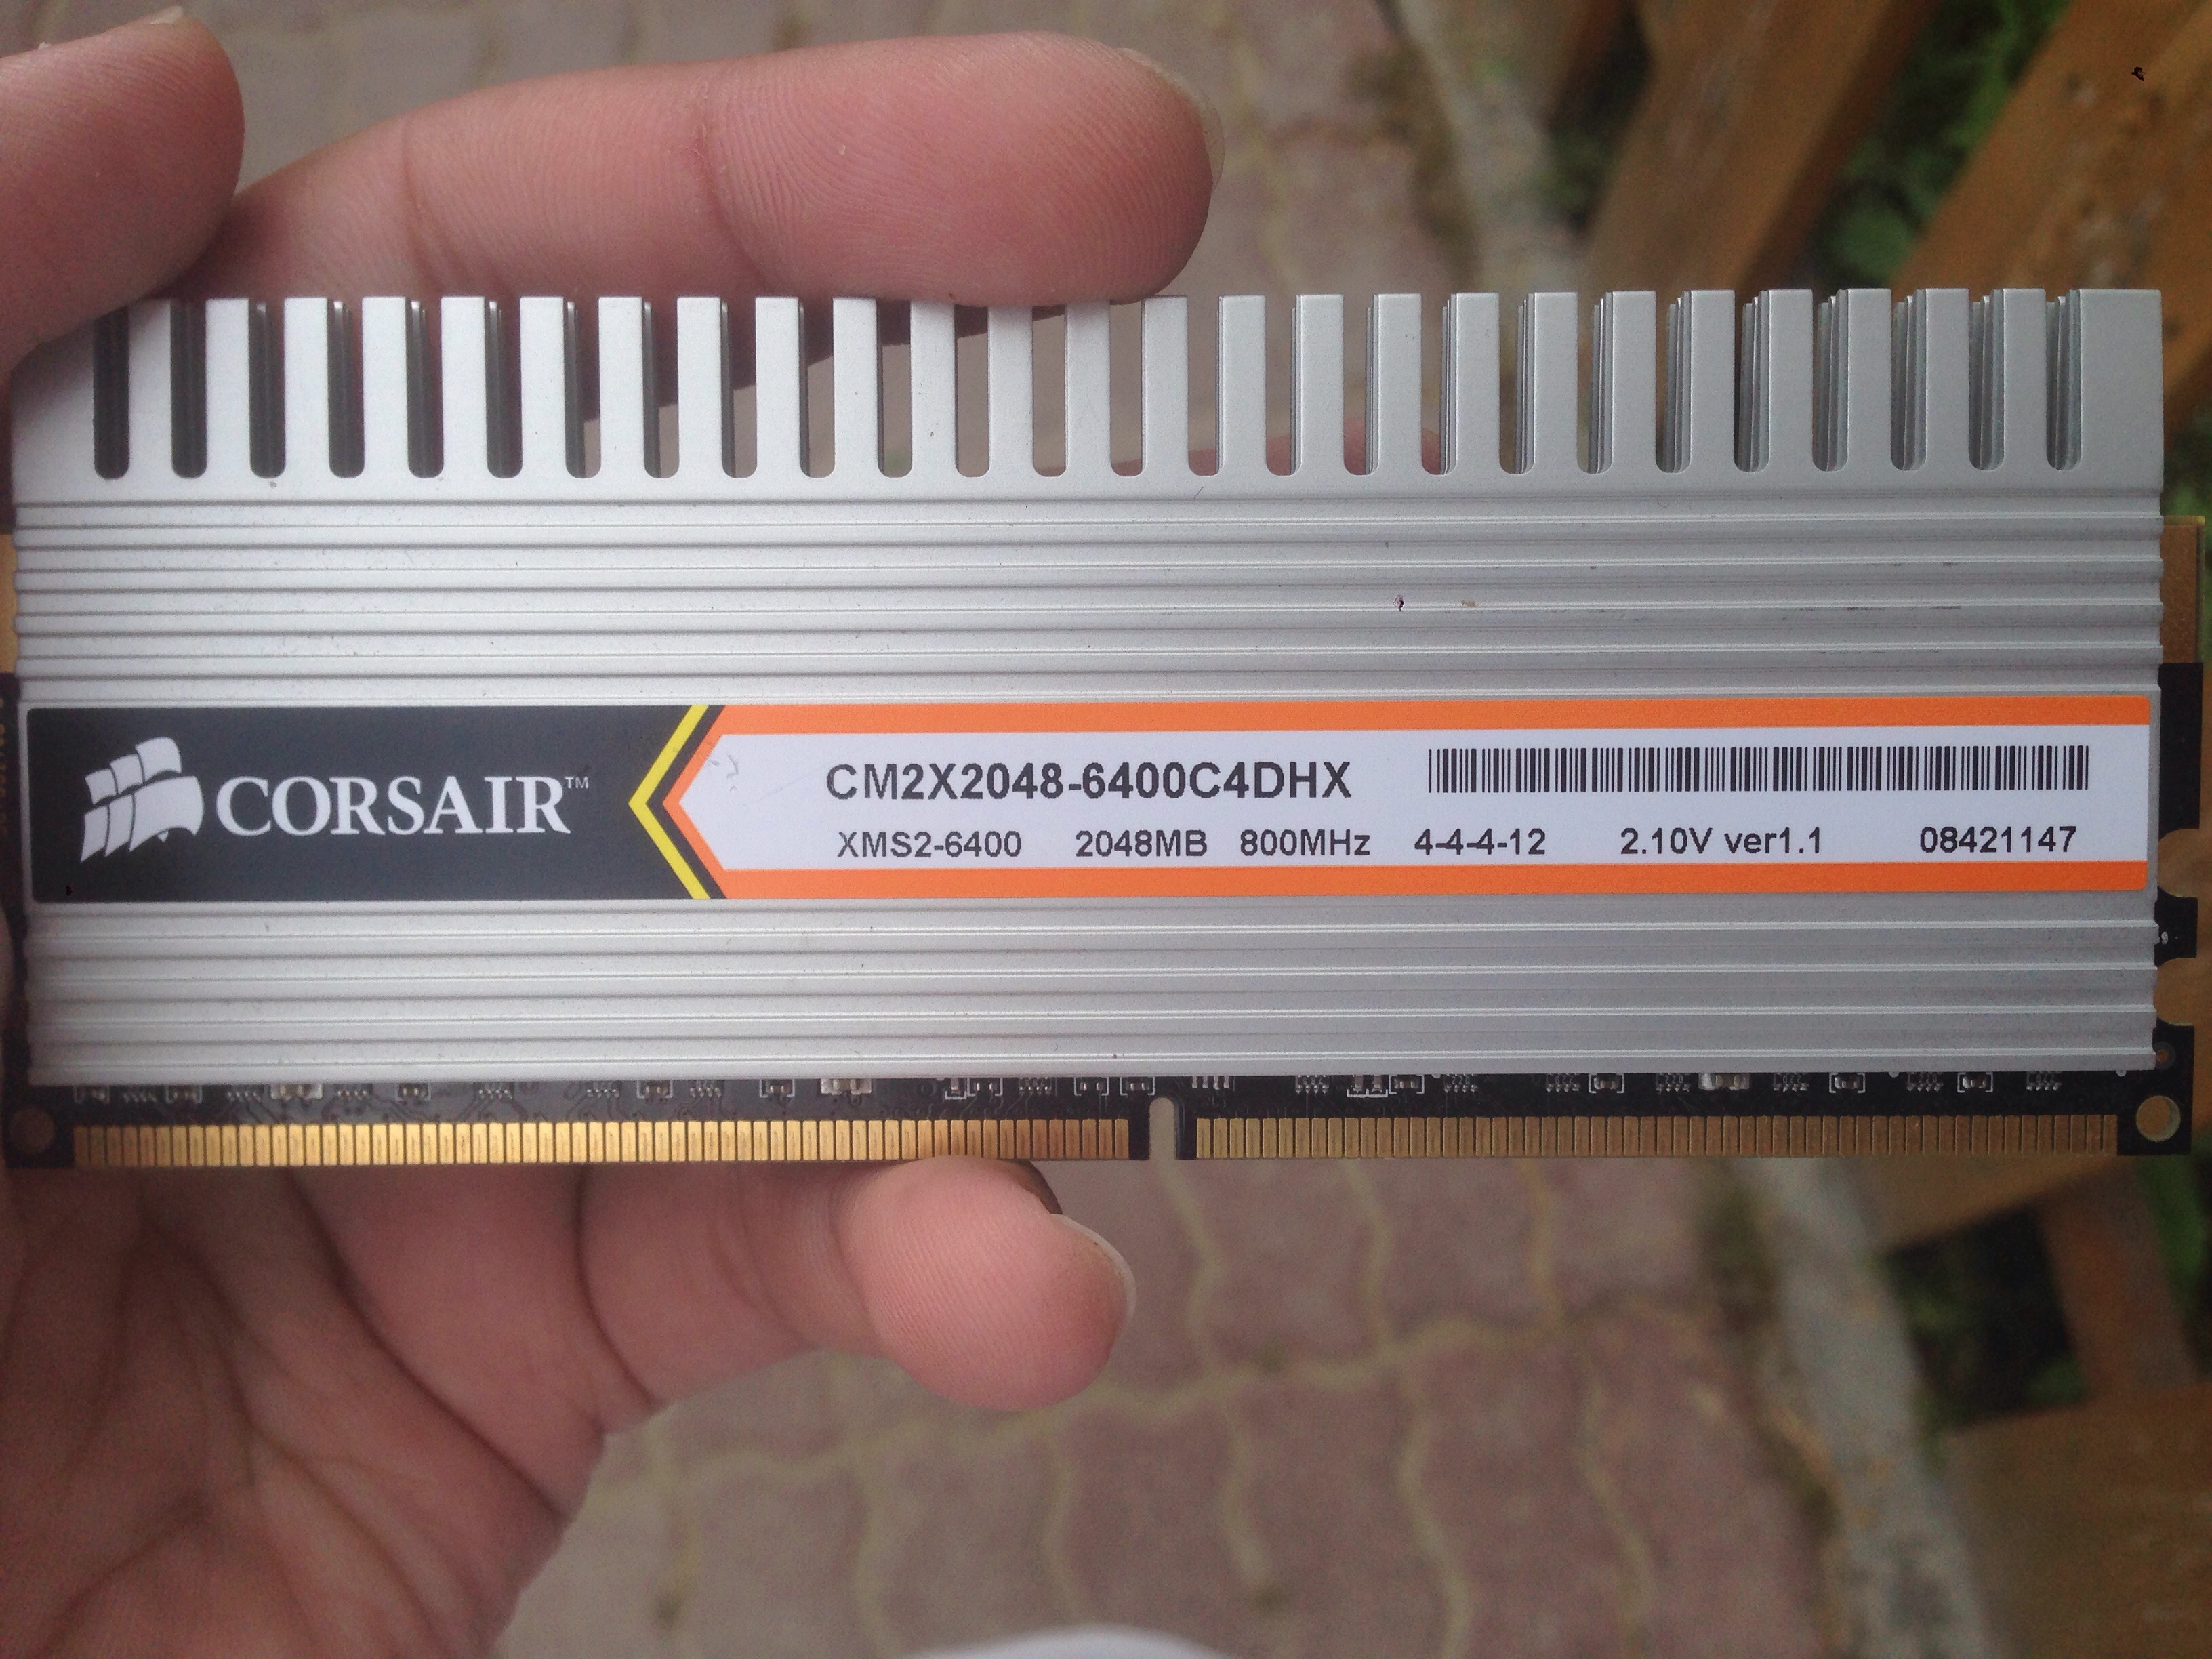 CORSAIR™
CM2X2048-6400C4DHX
XMS2-6400 2048MB 800MHz 4-4-4-12 2.10V ver1.1 08421147